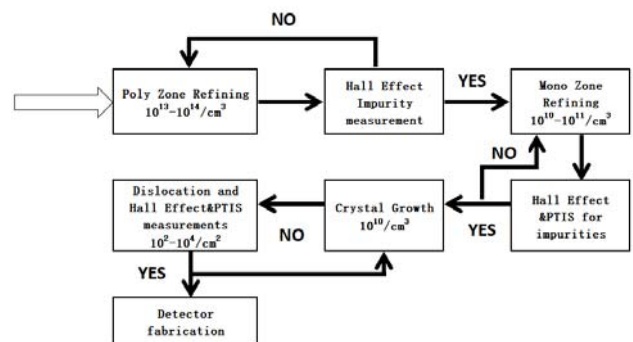 NO
Poly Zone Refining
10¹³-10¹⁴/cm³
Hall Effect
Impurity
measurement
YES
Mono Zone
Refining
10¹⁰-10¹¹/cm³
NO
Dislocation and
Hall Effect&PTIS
measurements
10²-10⁴/cm²
NO
Crystal Growth
10¹⁰/cm³
YES
Hall Effect
&PTIS for
impurities
YES
Detector
fabrication